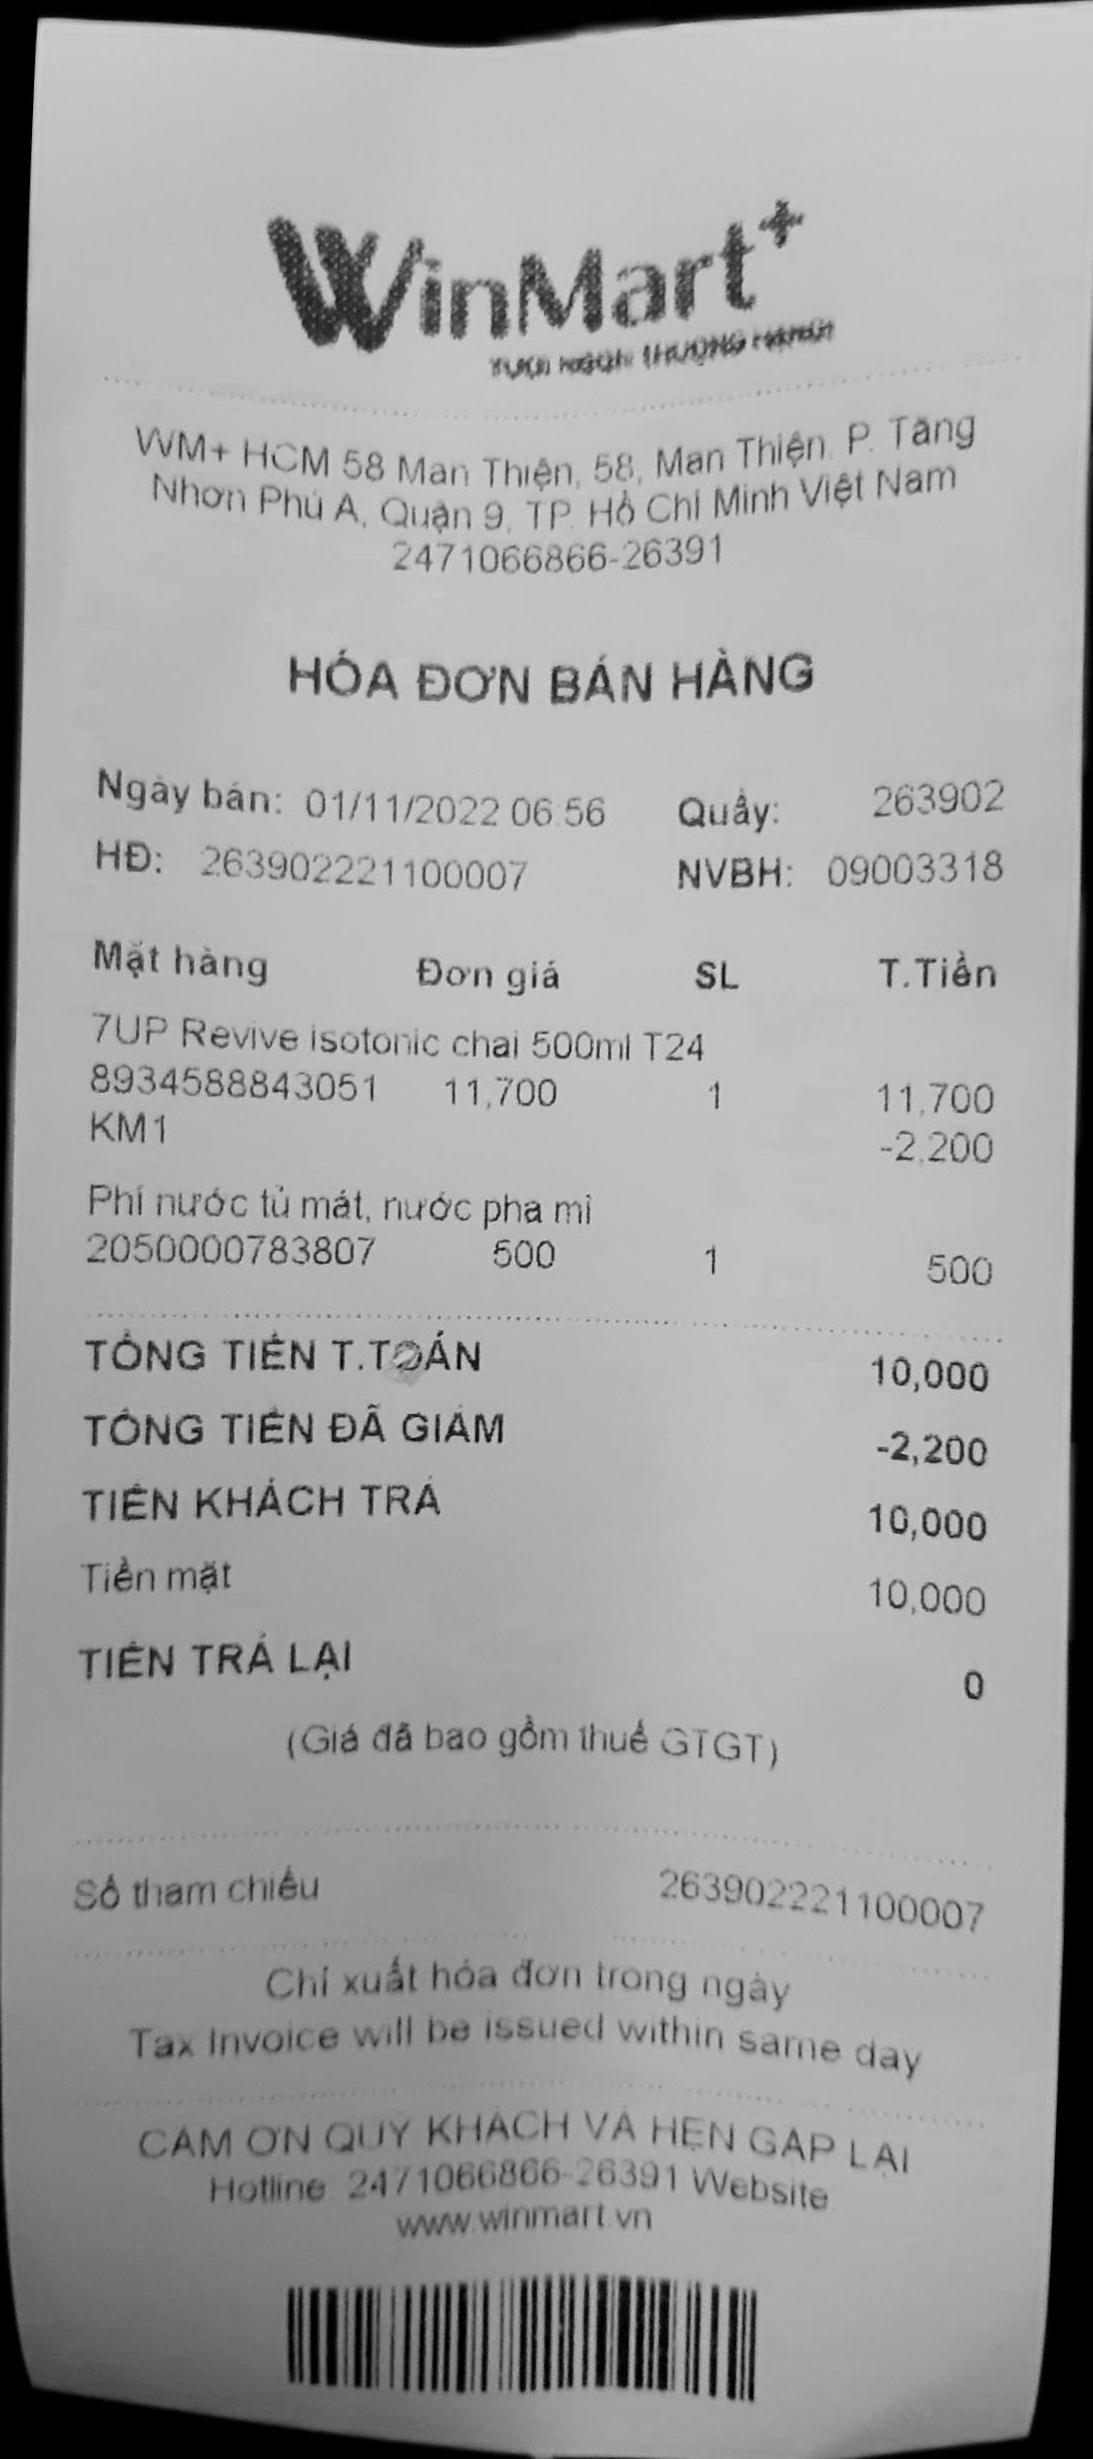 WinMart+
WM+ HCM 58 Man Thiện, 58, Man Thiện, P. Tăng
Nhơn Phú A, Quận 9, TP. Hồ Chí Minh Việt Nam
2471066866-26391
HÓA ĐƠN BÁN HÀNG
Ngày bán: 01/11/2022 06:56 Quầy: 263902
HĐ: 263902221100007 NVBH: 09003318
Mặt hàng Đơn giá SL T.Tiền
7UP Revive isotonic chai 500ml T24
8934588843051 11,700 1 11,700
KM1 -2,200
Phí nước tủ mát, nước pha mì
2050000783807 500 1 500
TỔNG TIỀN T.TOÁN 10,000
TỔNG TIỀN ĐÃ GIẢM -2,200
TIỀN KHÁCH TRẢ 10,000
Tiền mặt 10,000
TIỀN TRẢ LẠI 0
(Giá đã bao gồm thuế GTGT)
Số tham chiếu 263902221100007
Chỉ xuất hóa đơn trong ngày
Tax Invoice will be issued within same day
CẢM ƠN QUÝ KHÁCH VÀ HẸN GẶP LẠI
Hotline: 2471066866-26391 Website:
www.winmart.vn